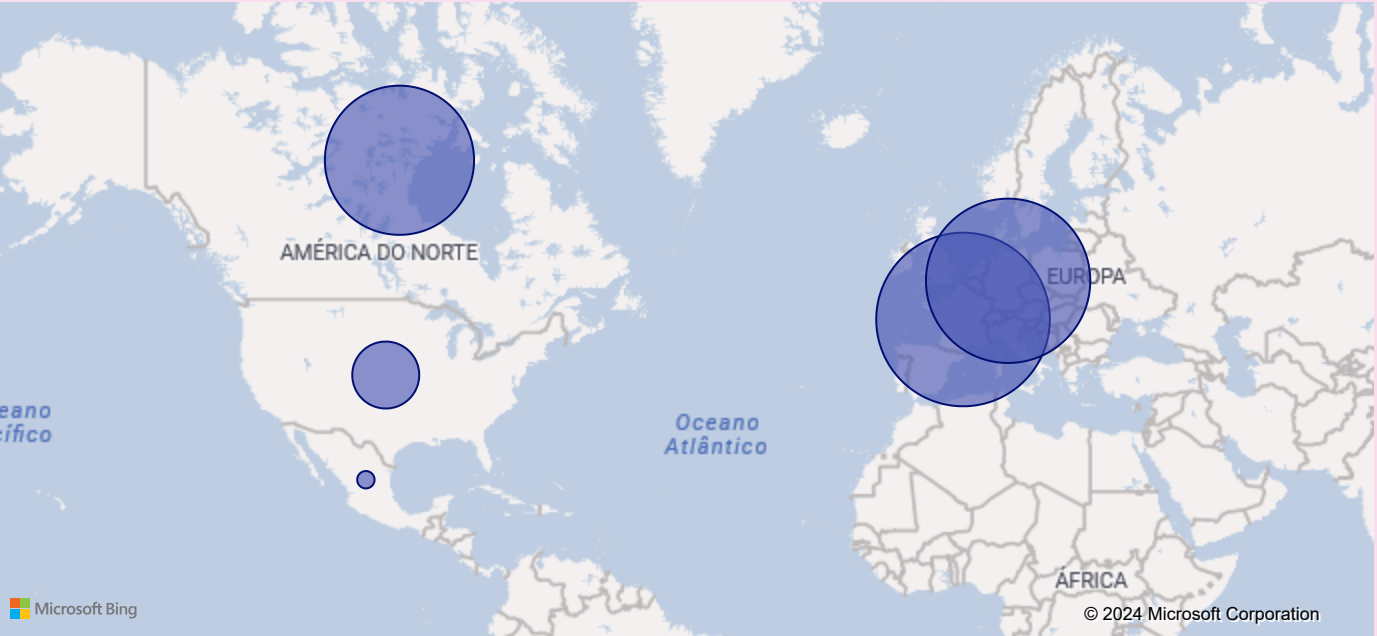 AMÉRICA DO NORTE
EUROPA
eano
cífico
Oceano
Atlântico
ÁFRICA
Microsoft Bing
© 2024 Microsoft Corporation